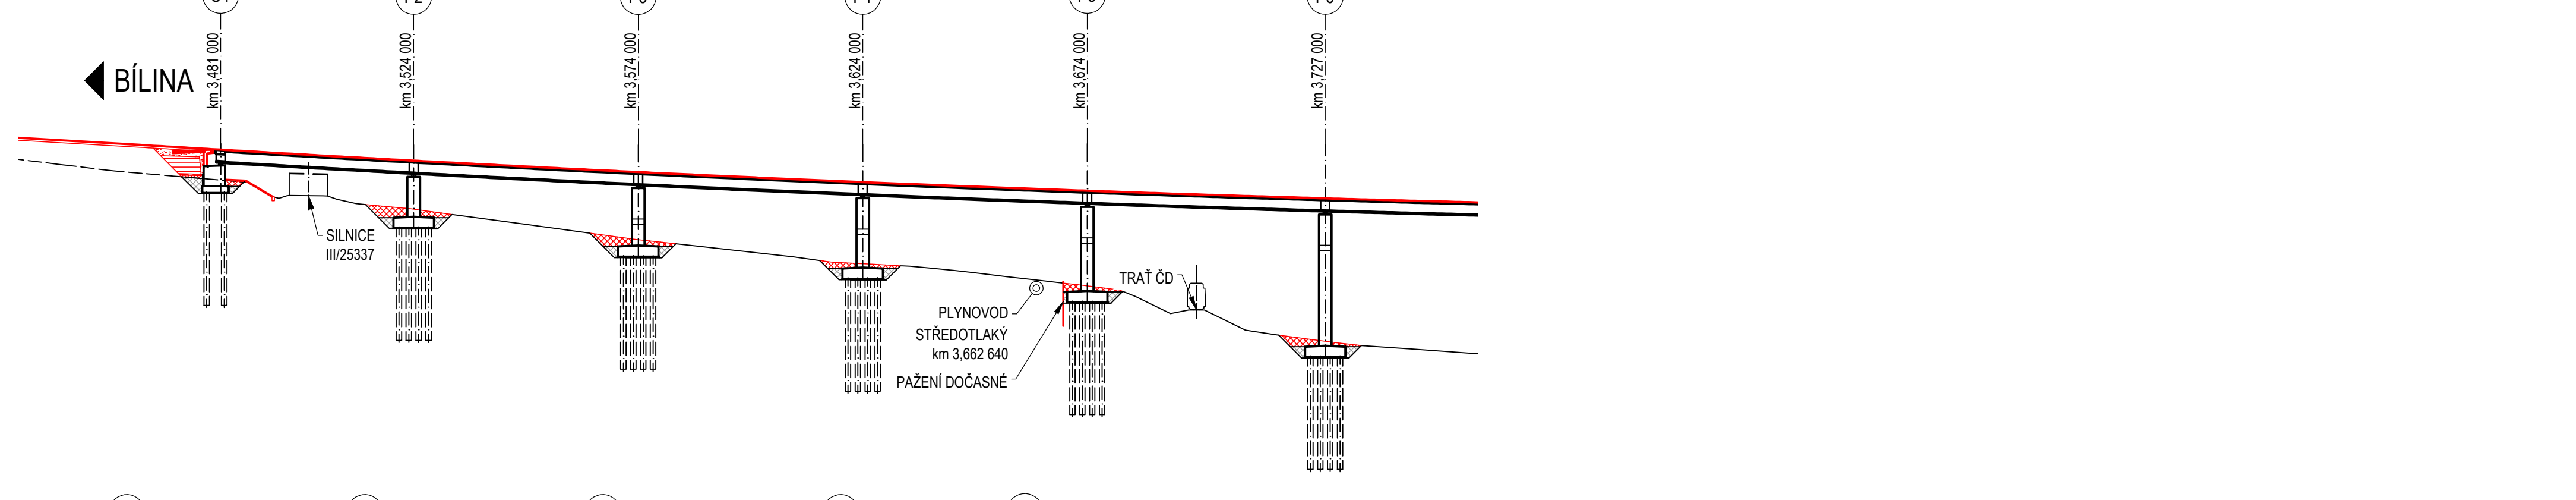 km 3,481 000
km 3,524 000
km 3,574 000
km 3,624 000
km 3,674 000
km 3,727 000
BÍLINA
SILNICE
III/25337
PLYNOVOD
STŘEDOTLAKÝ
km 3,662 640
PAŽENÍ DOČASNÉ
TRAŤ ČD